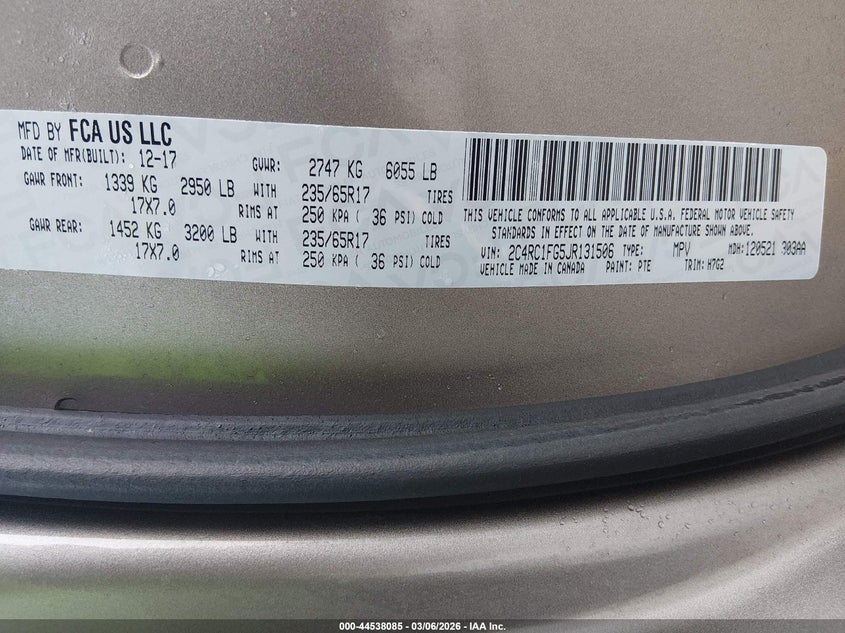 MFD BY FCA US LLC
DATE OF MFR(BUILT): 12-17 GVWR: 2747 KG 6055 LB
GAWR FRONT: 1339 KG 2950 LB WITH 235/65R17 TIRES
17X7.0 RIMS AT 250 KPA ( 36 PSI) COLD
GAWR REAR: 1452 KG 3200 LB WITH 235/65R17 TIRES
17X7.0 RIMS AT 250 KPA ( 36 PSI) COLD
THIS VEHICLE CONFORMS TO ALL APPLICABLE U.S.A. FEDERAL MOTOR VEHICLE SAFETY
STANDARDS IN EFFECT ON THE DATE OF MANUFACTURE SHOWN ABOVE.
VIN: 2C4RC1FG5JR131506 TYPE: MPV MDH: 120521 303AA
VEHICLE MADE IN CANADA PAINT: PTE TRIM: H7G2
000-44538085 - 03/06/2026 - IAA Inc.